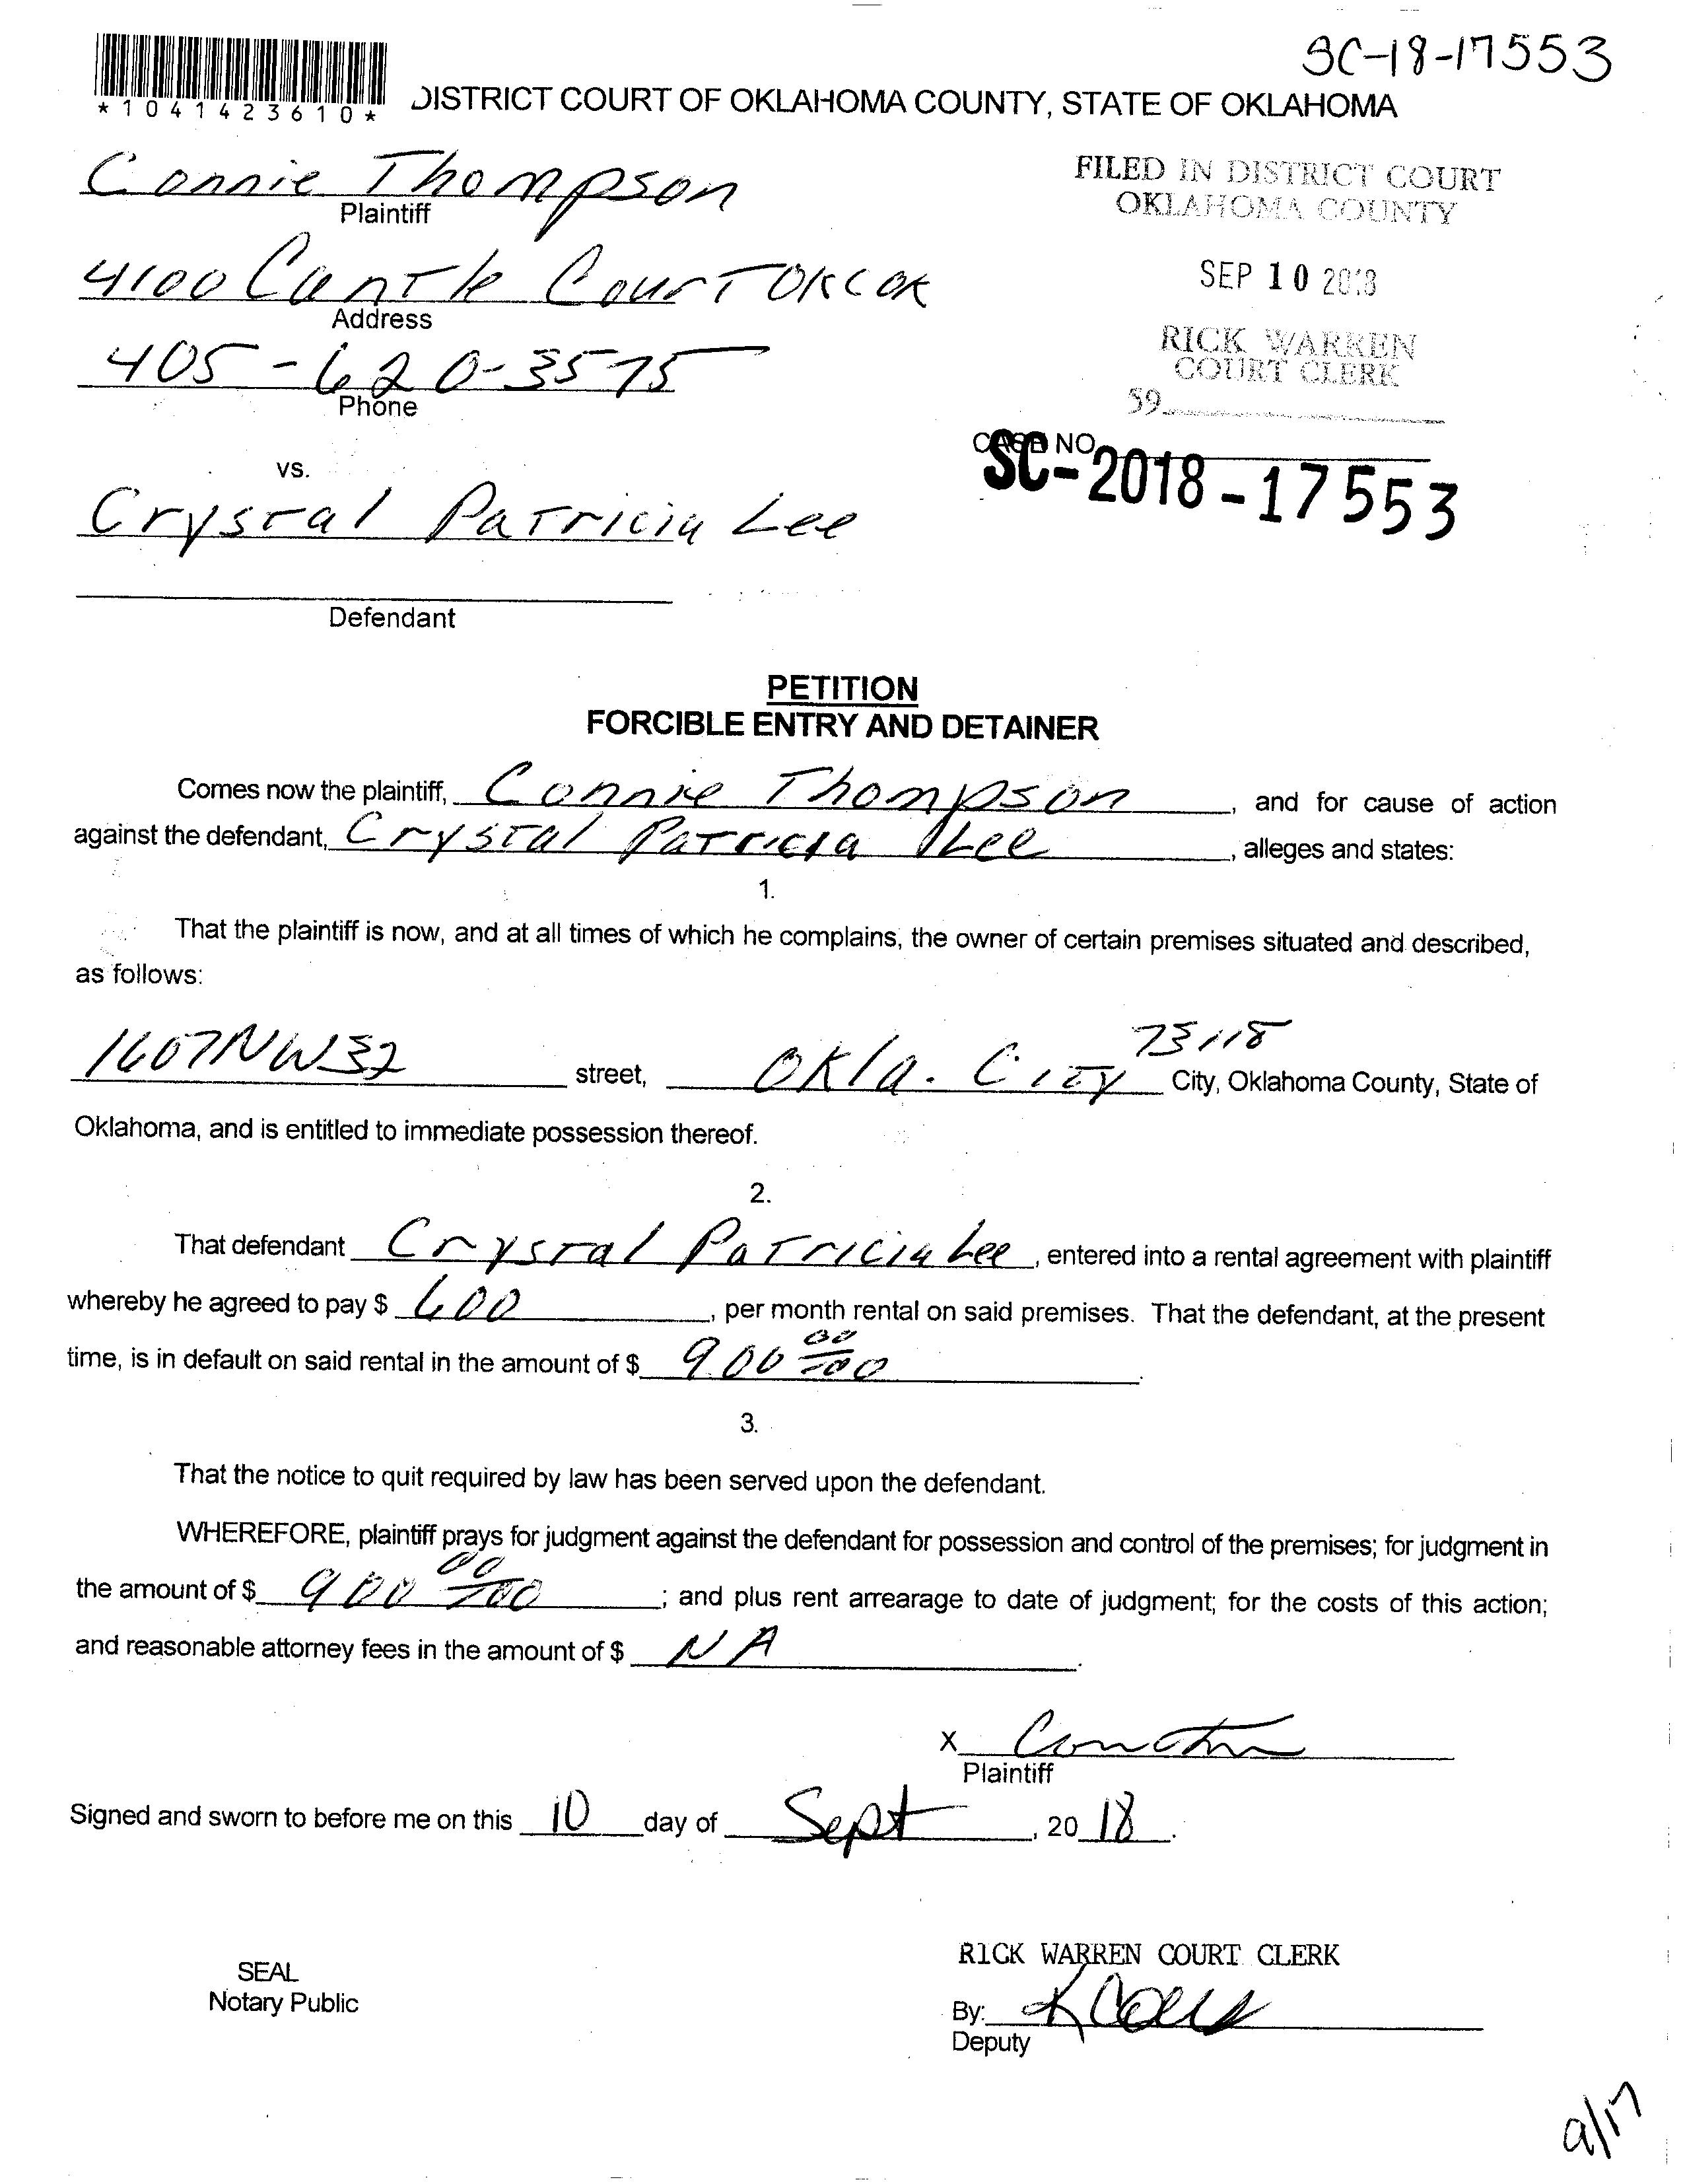 SC-18-17553
*1041423610*
DISTRICT COURT OF OKLAHOMA COUNTY, STATE OF OKLAHOMA
Connie Thompson
Plaintiff
FILED IN DISTRICT COURT
OKLAHOMA COUNTY
4100 Cantle Court OKC OK
Address
SEP 10 2018
405-620-3575
Phone
RICK WARREN
COURT CLERK
59
CASE NO.
SC-2018-17553
vs.
Crystal Patricia Lee
Defendant
PETITION
FORCIBLE ENTRY AND DETAINER
Comes now the plaintiff, Connie Thompson, and for cause of action
against the defendant, Crystal Patricia Lee, alleges and states:
1.
That the plaintiff is now, and at all times of which he complains, the owner of certain premises situated and described,
as follows:
1607 NW 32 street, Okla. City 73118 City, Oklahoma County, State of
Oklahoma, and is entitled to immediate possession thereof.
2.
That defendant Crystal Patricia Lee, entered into a rental agreement with plaintiff
whereby he agreed to pay $ 600, per month rental on said premises. That the defendant, at the present
time, is in default on said rental in the amount of $ 900 00/100.
3.
That the notice to quit required by law has been served upon the defendant.
WHEREFORE, plaintiff prays for judgment against the defendant for possession and control of the premises; for judgment in
the amount of $ 900 00/100; and plus rent arrearage to date of judgment; for the costs of this action;
and reasonable attorney fees in the amount of $ NA.
X
Plaintiff
Signed and sworn to before me on this 10 day of Sept, 20 18.
RICK WARREN COURT CLERK
SEAL
Notary Public
By:
Deputy
9/17